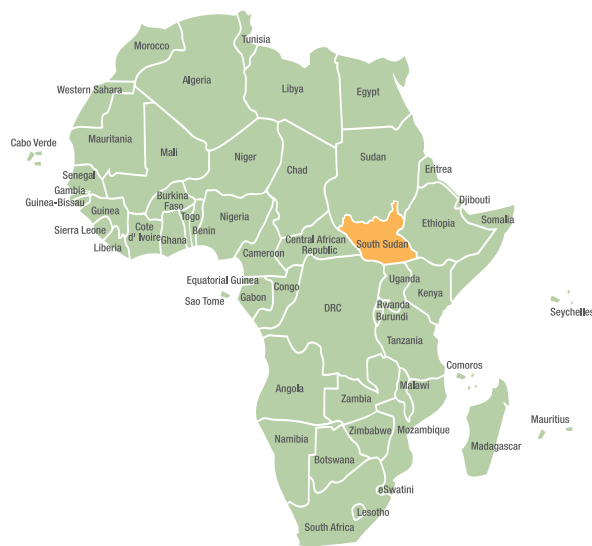 Tunisia
Morocco
Algeria
Libya
Egypt
Western Sahara
Mauritania
Cabo Verde
Mali
Niger
Chad
Sudan
Eritrea
Senegal
Gambia
Guinea-Bissau
Guinea
Sierra Leone
Liberia
Cote
d' Ivoire
Burkina
Faso
Ghana
Togo
Benin
Nigeria
Djibouti
Somalia
Ethiopia
South Sudan
Central African
Republic
Cameroon
Equatorial Guinea
Sao Tome
Gabon
Congo
DRC
Uganda
Kenya
Rwanda
Burundi
Tanzania
Seychelles
Comoros
Angola
Zambia
Malawi
Mozambique
Zimbabwe
Mauritius
Madagascar
Namibia
Botswana
eSwatini
Lesotho
South Africa